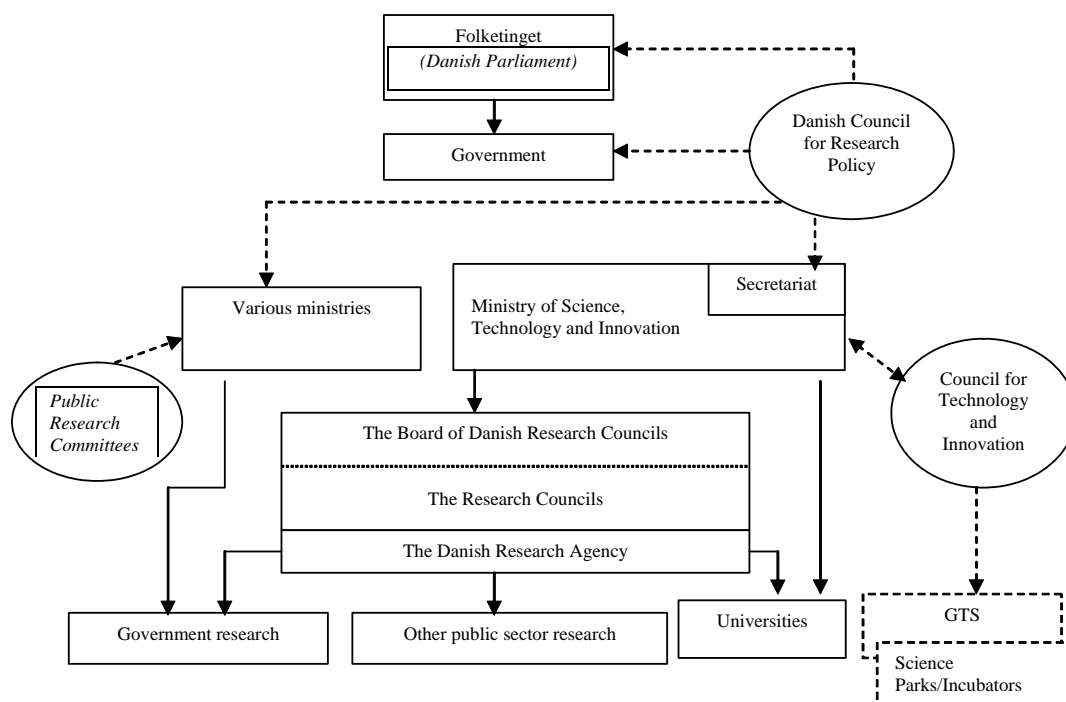 Folketinget
(Danish Parliament)
Danish Council
for Research
Policy
Government
Secretariat
Various ministries
Ministry of Science,
Technology and Innovation
Public
Research
Committees
Council for
Technology
and
Innovation
The Board of Danish Research Councils
The Research Councils
The Danish Research Agency
Government research
Other public sector research
Universities
GTS
Science
Parks/Incubators